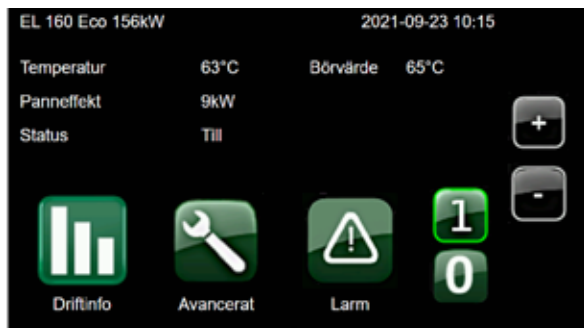 EL 160 Eco 156kW 2021-09-23 10:15
Temperatur 63°C Börvärde 65°C
Panneffekt 9kW
Status Till
+
-
1
0
Driftinfo Avancerat Larm